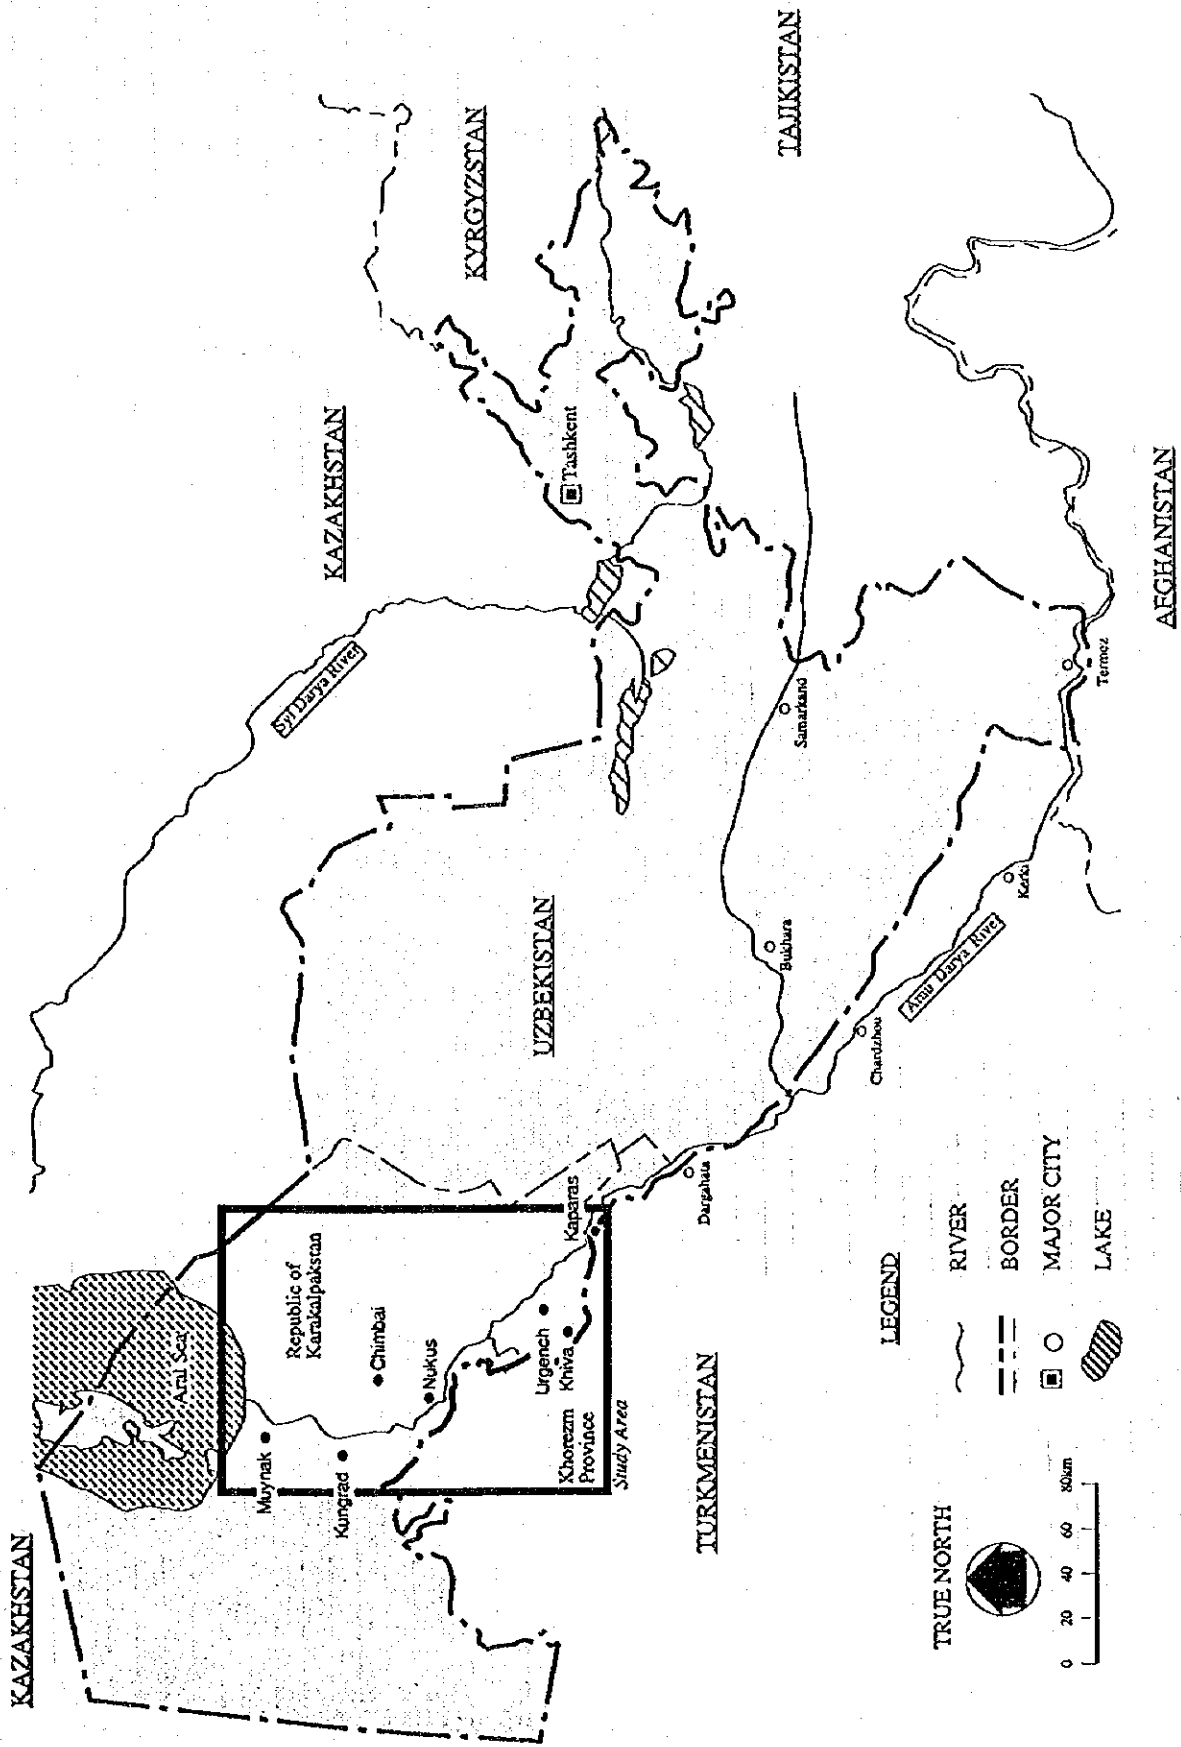 KAZAKHSTAN
Aral Sea
Syl Darya River
KAZAKHSTAN
KYRGYZSTAN
TAJIKISTAN
Tashkent
UZBEKISTAN
Muynak
Kungrad
Republic of
Karakalpakstan
Chimbai
Nukus
Urgench
Khiva
Khorezm
Province
Study Area
Kaparas
Dargahata
Bukhara
Samarkand
Chardzhou
Amu Darya River
Kerki
Termez
AFGHANISTAN
TURKMENISTAN
LEGEND
RIVER
BORDER
MAJOR CITY
LAKE
TRUE NORTH
0 20 40 60 80km